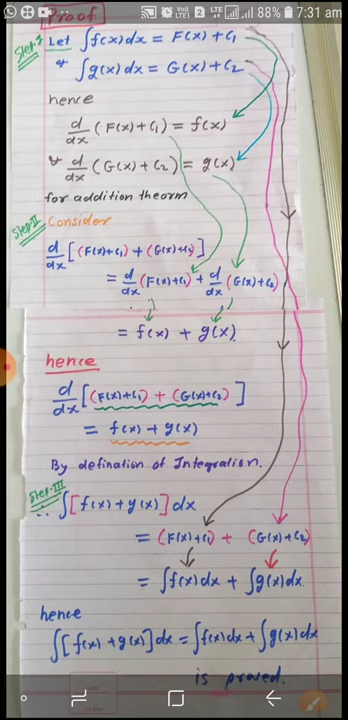 88% 7:31 am
Proof
Step-I
Let ∫f(x)dx = F(x) + C₁
& ∫g(x)dx = G(x) + C₂
hence
d/dx (F(x)+C₁) = f(x)
& d/dx (G(x)+C₂) = g(x)
for addition theorm
Step II
Consider
d/dx [(F(x)+C₁) + (G(x)+C₂)]
= d/dx (F(x)+C₁) + d/dx (G(x)+C₂)
= f(x) + g(x)
hence
d/dx [(F(x)+C₁) + (G(x)+C₂)]
= f(x) + g(x)
By defination of Integration.
Step-III
∴ ∫[f(x)+g(x)]dx
= (F(x)+C₁) + (G(x)+C₂)
= ∫f(x)dx + ∫g(x)dx.
hence
∫[f(x)+g(x)]dx = ∫f(x)dx + ∫g(x)dx
is proved.